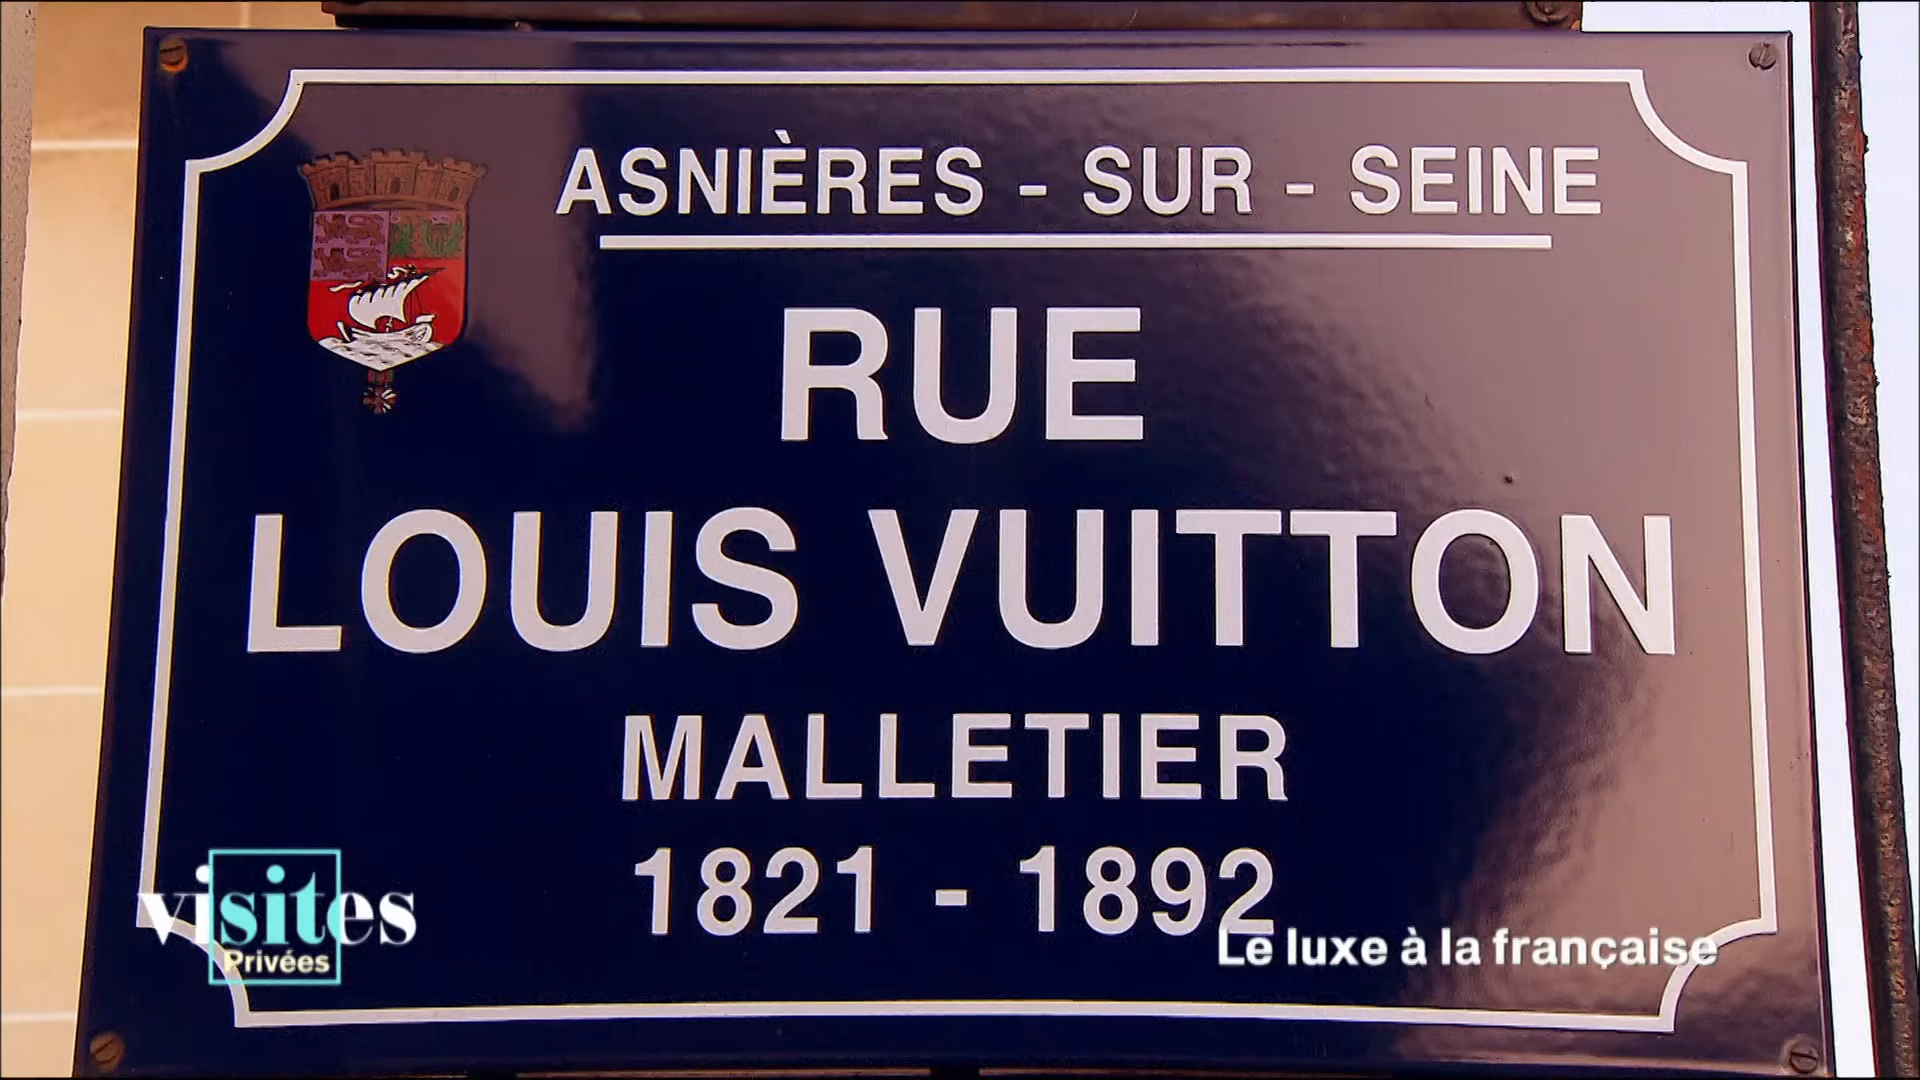 ASNIÈRES - SUR - SEINE
RUE
LOUIS VUITTON
MALLETIER
1821 - 1892
visites
Privées
Le luxe à la française